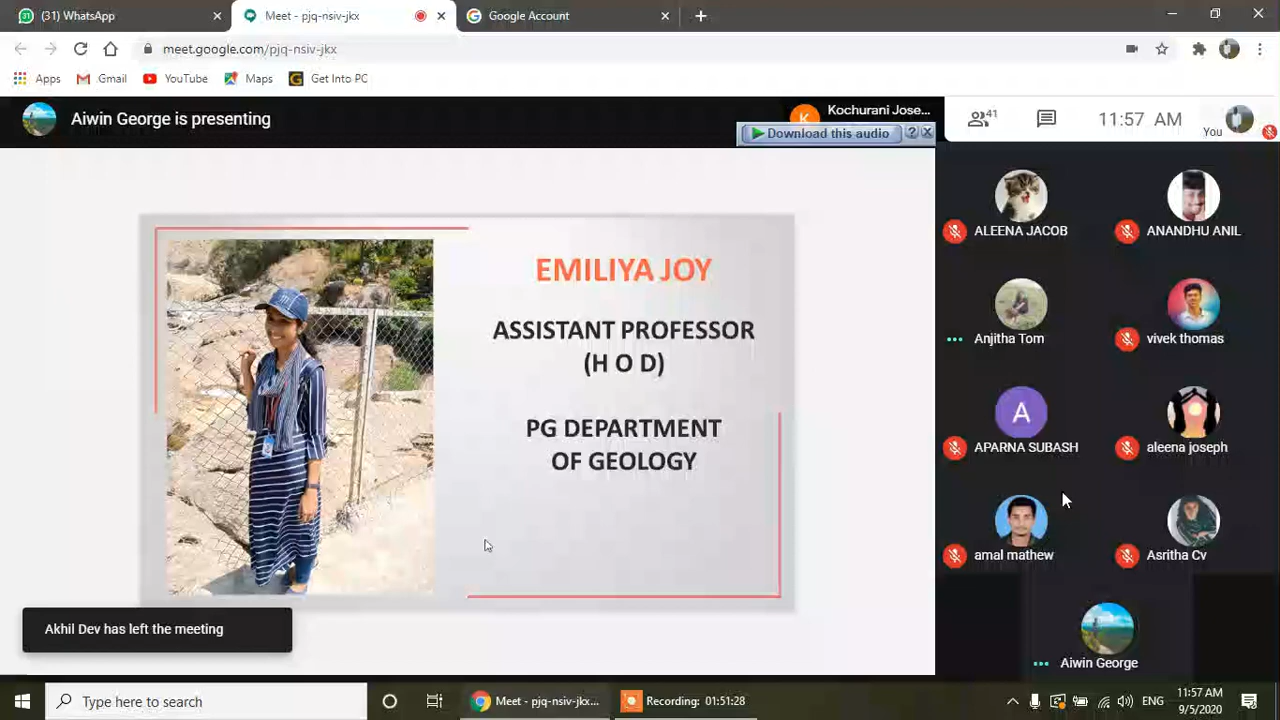 (31) WhatsApp
Meet - pjq-nsiv-jkx
Google Account
meet.google.com/pjq-nsiv-jkx
Apps
Gmail
YouTube
Maps
Get Into PC
Aiwin George is presenting
K
Kochurani Jose...
Download this audio
?
41
11:57 AM
You
EMILIYA JOY
ASSISTANT PROFESSOR
(H O D)
PG DEPARTMENT
OF GEOLOGY
ALEENA JACOB
ANANDHU ANIL
Anjitha Tom
vivek thomas
A
APARNA SUBASH
aleena joseph
amal mathew
Asritha Cv
Aiwin George
Akhil Dev has left the meeting
Type here to search
Meet - pjq-nsiv-jkx...
Recording: 01:51:28
ENG
11:57 AM
9/5/2020